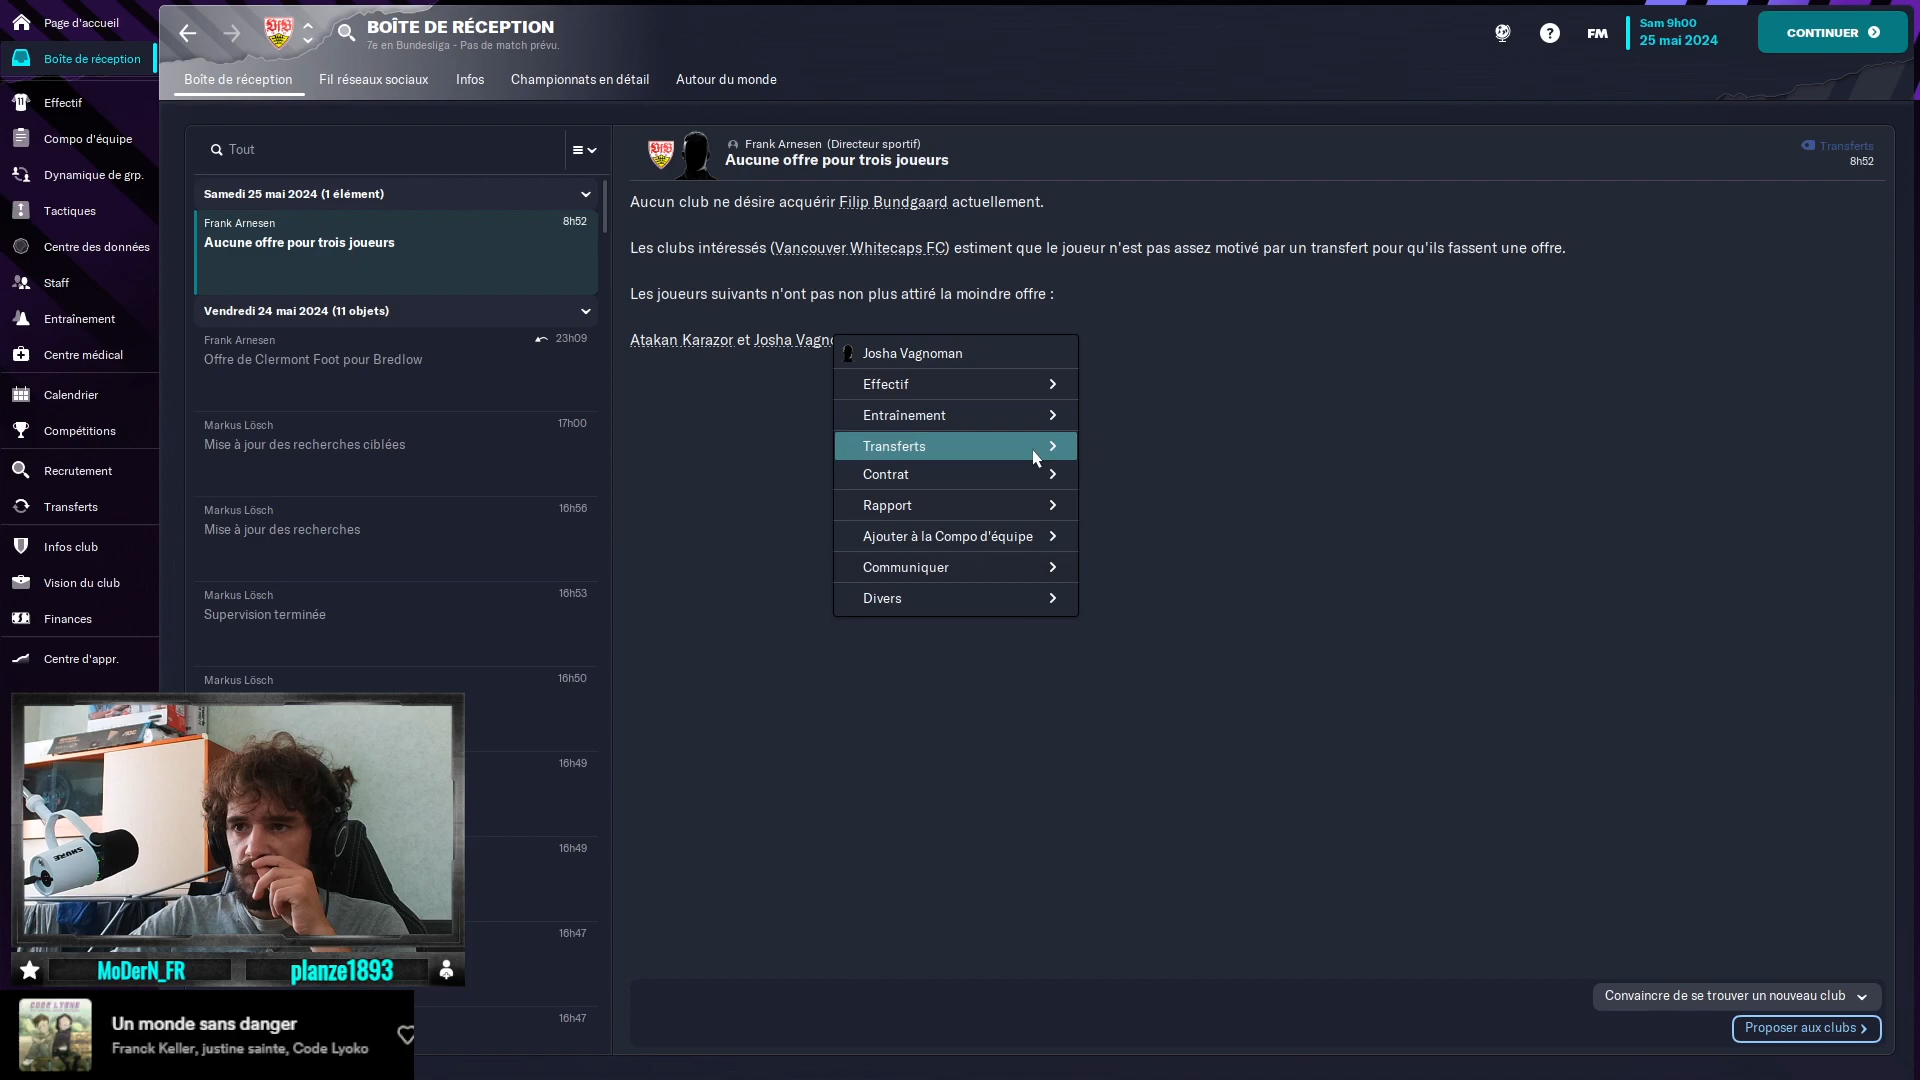 Page d'accueil
Boîte de réception
Effectif
Compo d'équipe
Dynamique de grp.
Tactiques
Centre des données
Staff
Entraînement
Centre médical
Calendrier
Compétitions
Recrutement
Transferts
Infos club
Vision du club
Finances
Centre d'appr.
BOÎTE DE RÉCEPTION
7e en Bundesliga - Pas de match prévu.
FM
Sam 9h00
25 mai 2024
CONTINUER
Boîte de réception
Fil réseaux sociaux
Infos
Championnats en détail
Autour du monde
Tout
Samedi 25 mai 2024 (1 élément)
Frank Arnesen
8h52
Aucune offre pour trois joueurs
Vendredi 24 mai 2024 (11 objets)
Frank Arnesen
23h09
Offre de Clermont Foot pour Bredlow
Markus Lösch
17h00
Mise à jour des recherches ciblées
Markus Lösch
16h56
Mise à jour des recherches
Markus Lösch
16h53
Supervision terminée
Markus Lösch
16h50
16h49
16h49
16h47
16h47
Frank Arnesen (Directeur sportif)
Aucune offre pour trois joueurs
Transferts
8h52
Aucun club ne désire acquérir Filip Bundgaard actuellement.
Les clubs intéressés (Vancouver Whitecaps FC) estiment que le joueur n'est pas assez motivé par un transfert pour qu'ils fassent une offre.
Les joueurs suivants n'ont pas non plus attiré la moindre offre :
Atakan Karazor et Josha Vagno
Josha Vagnoman
Effectif
Entraînement
Transferts
Contrat
Rapport
Ajouter à la Compo d'équipe
Communiquer
Divers
Convaincre de se trouver un nouveau club
Proposer aux clubs
SHURE
AOC
MoDerN_FR
planze1893
CODE LYOKO
Un monde sans danger
Franck Keller, justine sainte, Code Lyoko